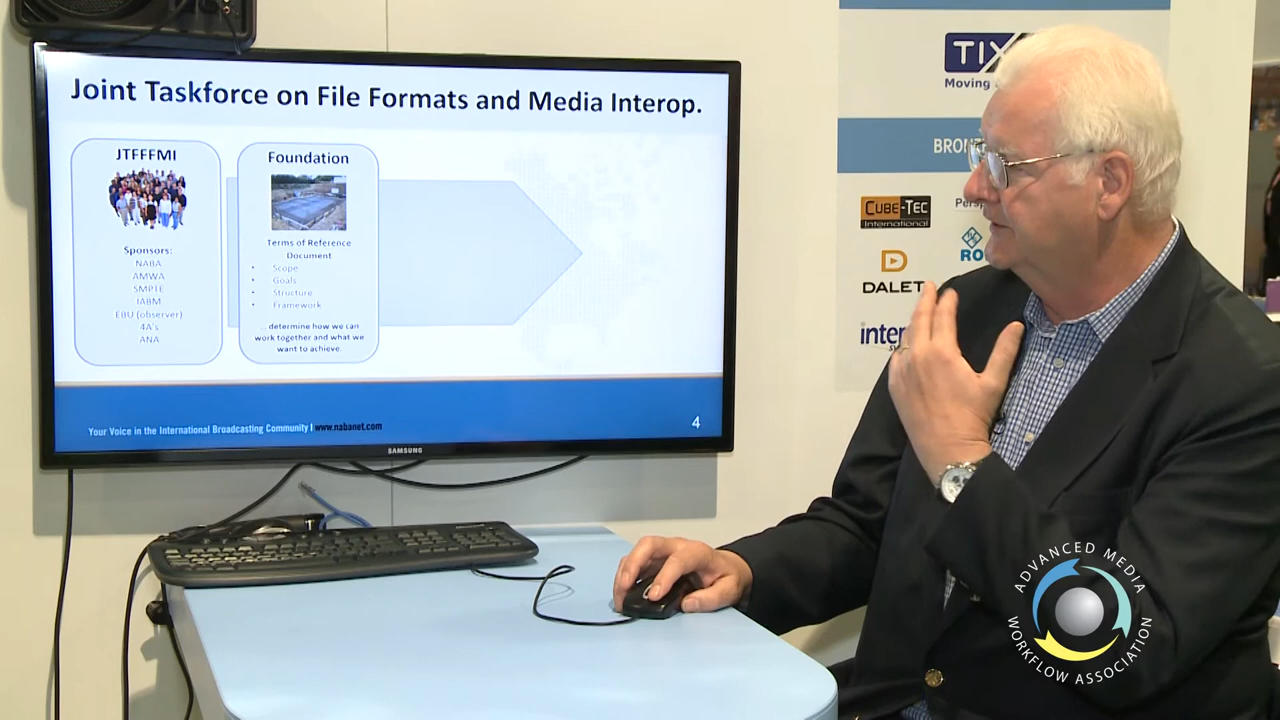 Joint Taskforce on File Formats and Media Interop.
JTFFFMI
Sponsors:
NABA
AMWA
SMPTE
IABM
EBU (observer)
4A's
ANA
Foundation
Terms of Reference
Document
• Scope
• Goals
• Structure
• Framework
... determine how we can
work together and what we
want to achieve.
Your Voice in the International Broadcasting Community I www.nabanet.com
4
SAMSUNG
TIX
Moving
BRON
CUBE-TEC
International
Persp
RO
DALET
inter
ADVANCED MEDIA
WORKFLOW ASSOCIATION